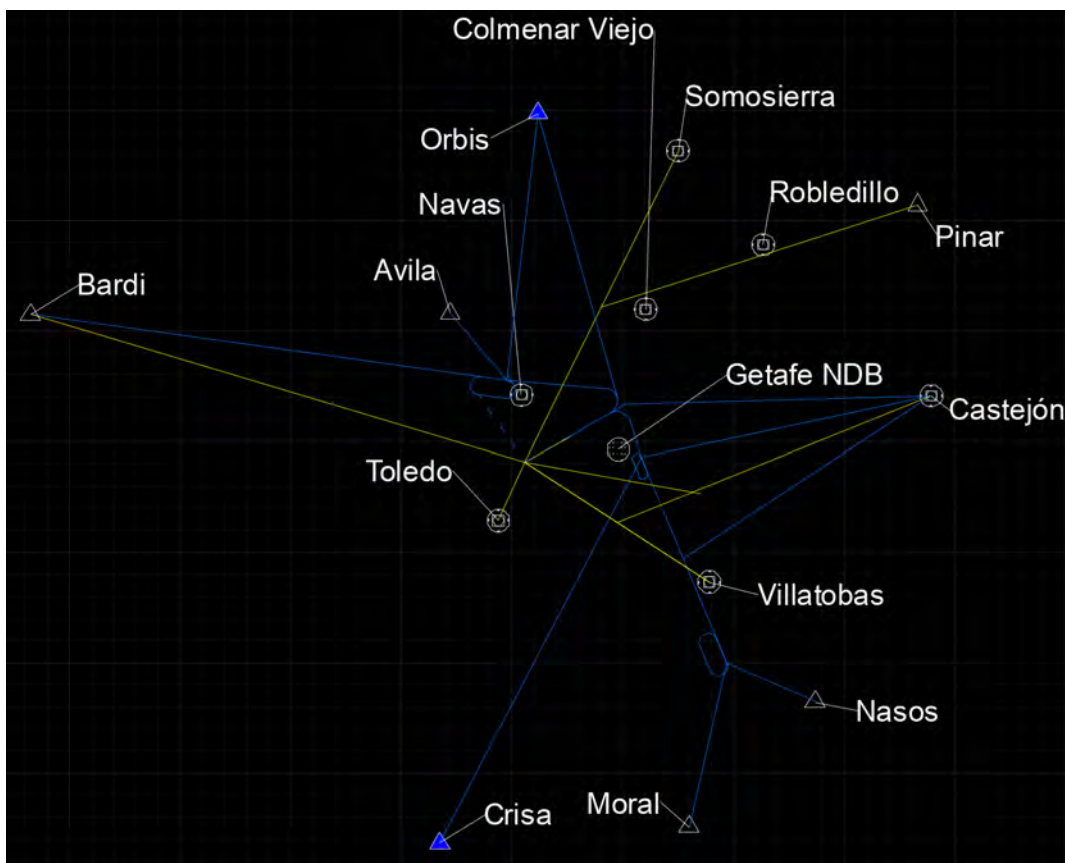 Colmenar Viejo
Somosierra
Orbis
Robledillo
Navas
Pinar
Avila
Bardi
Getafe NDB
Castejón
Toledo
Villatobas
Nasos
Moral
Crisa